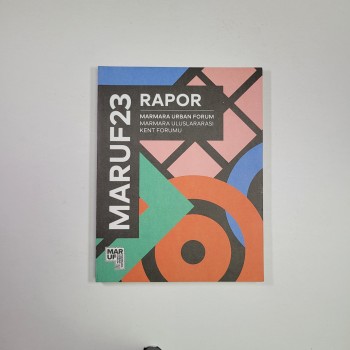 MARUF23
RAPOR
MARMARA URBAN FORUM
MARMARA ULUSLARARASI
KENT FORUMU
MAR
UF